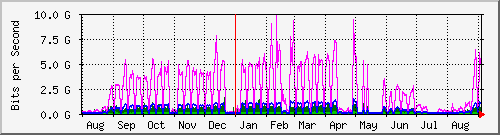 Bits per Second
10.0 G
7.5 G
5.0 G
2.5 G
0.0 G
Aug Sep Oct Nov Dec Jan Feb Mar Apr May Jun Jul Aug